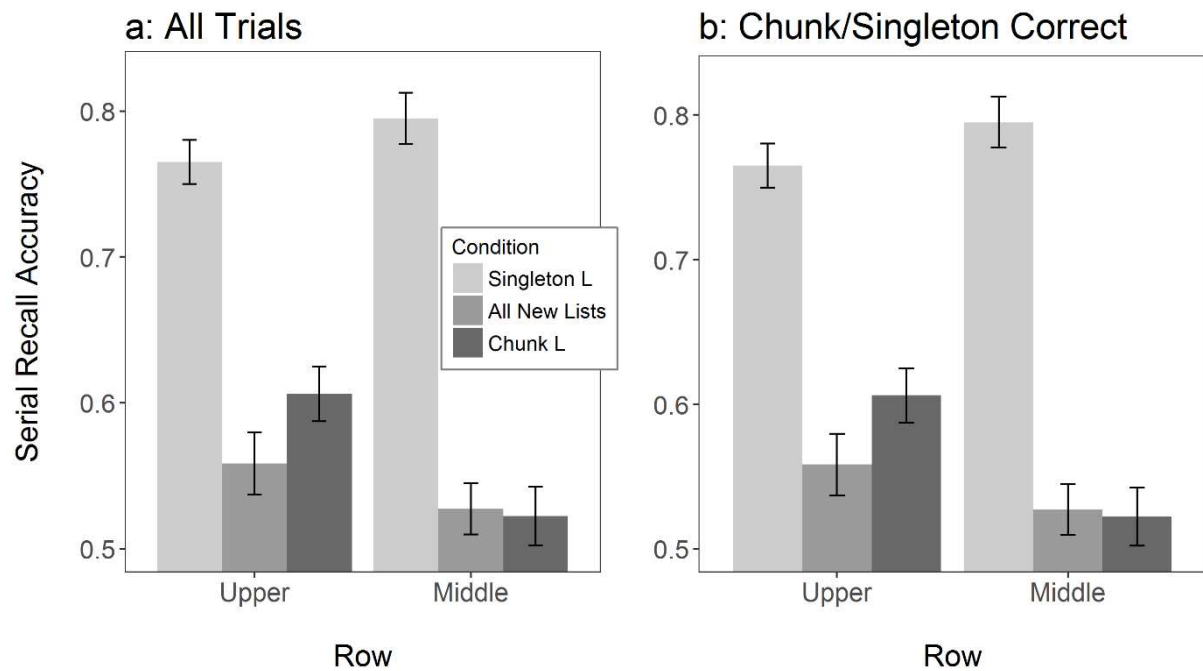 a: All Trials
b: Chunk/Singleton Correct
Serial Recall Accuracy
0.8
0.7
0.6
0.5
Condition
Singleton L
All New Lists
Chunk L
Upper
Middle
Row
0.8
0.7
0.6
0.5
Upper
Middle
Row